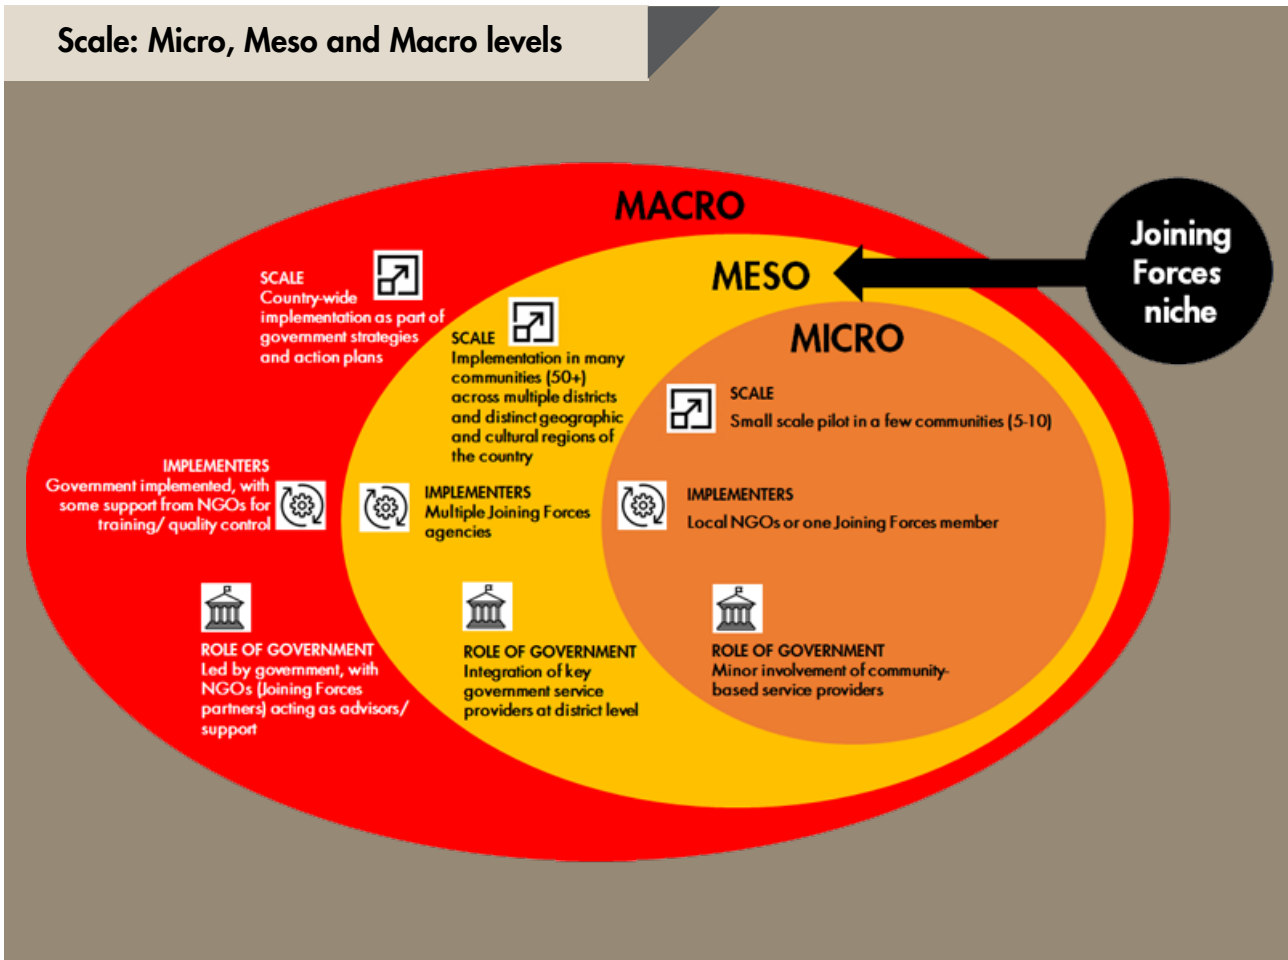 Scale: Micro, Meso and Macro levels
MACRO
SCALE
Country-wide
implementation as part of
government strategies
and action plans
IMPLEMENTERS
Government implemented, with
some support from NGOs for
training/ quality control
ROLE OF GOVERNMENT
Led by government, with
NGOs (Joining Forces
partners) acting as advisors/
support
MESO
SCALE
Implementation in many
communities (50+)
across multiple districts
and distinct geographic
and cultural regions of
the country
IMPLEMENTERS
Multiple Joining Forces
agencies
ROLE OF GOVERNMENT
Integration of key
government service
providers at district level
MICRO
SCALE
Small scale pilot in a few communities (5-10)
IMPLEMENTERS
Local NGOs or one Joining Forces member
ROLE OF GOVERNMENT
Minor involvement of community-
based service providers
Joining
Forces
niche